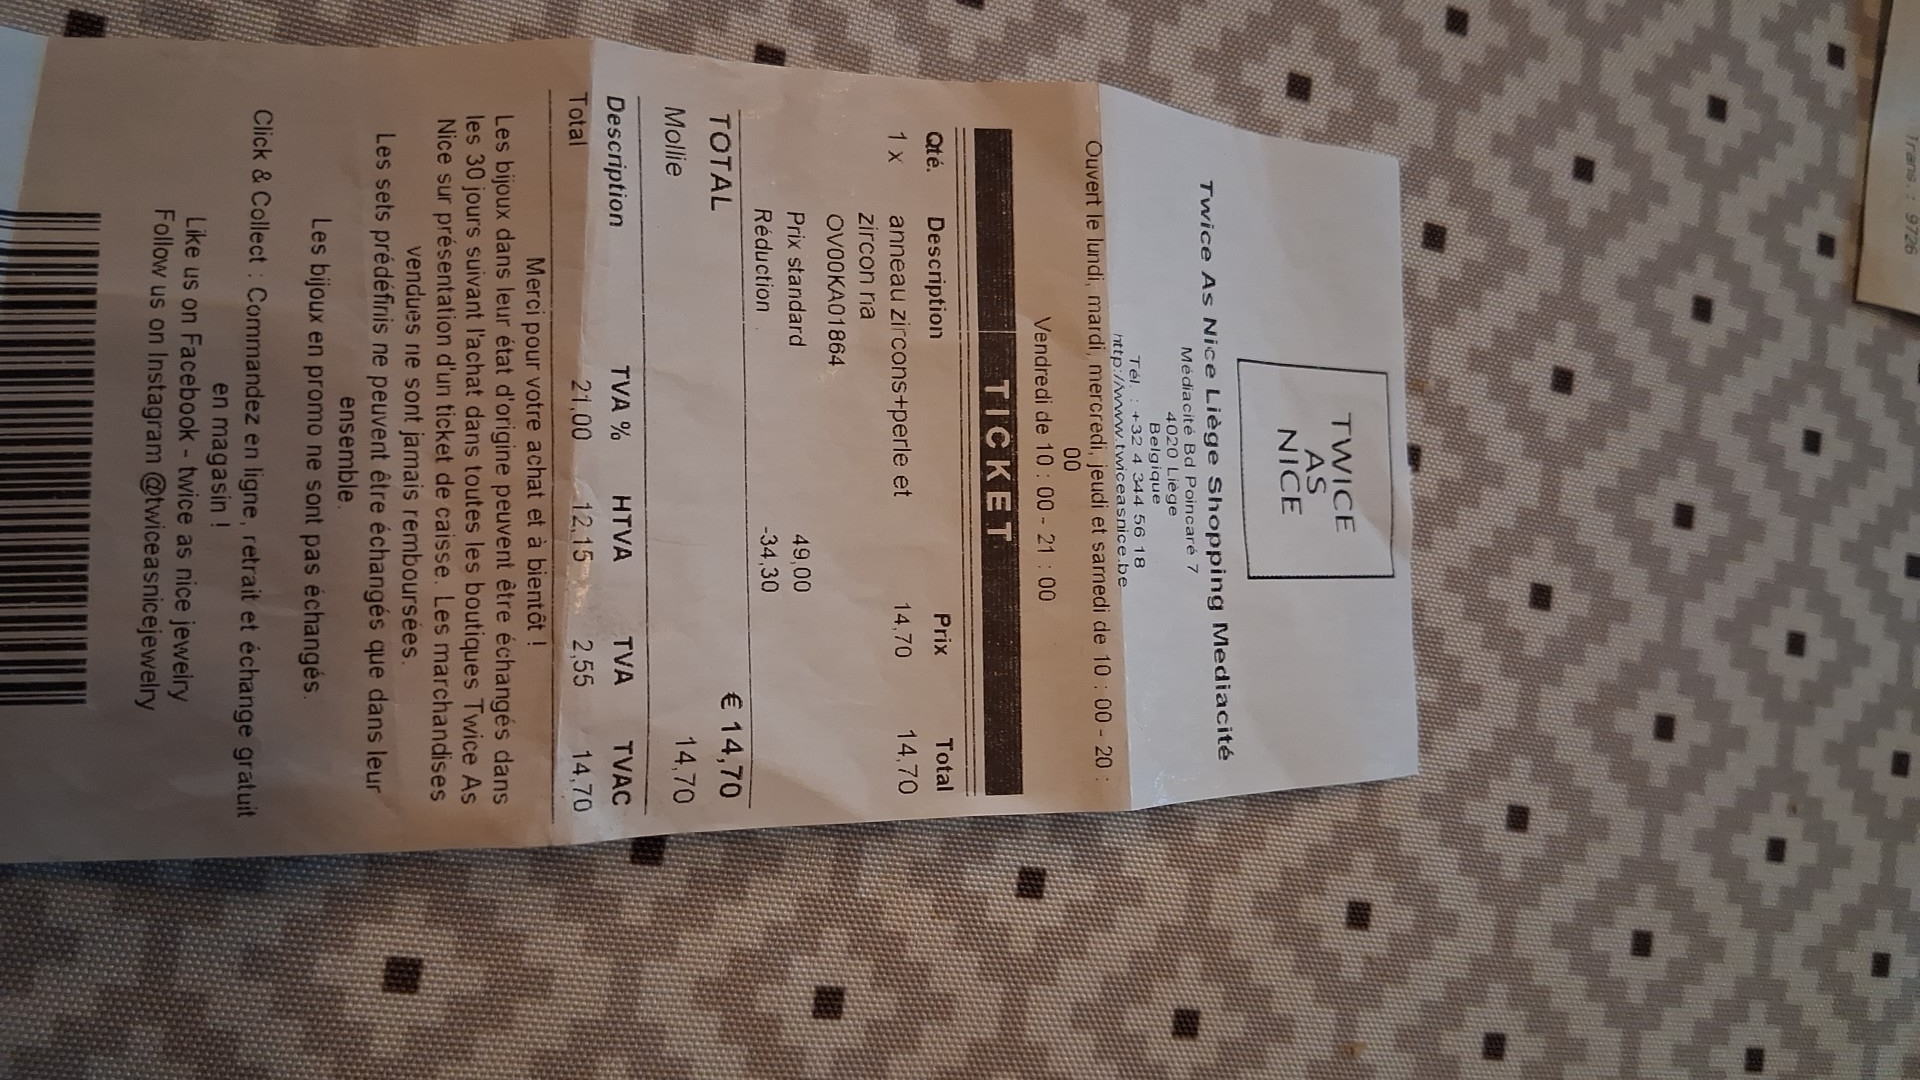 TWICE
AS
NICE
Twice As Nice Liège Shopping Mediacité
Médiacité Bd Poincaré 7
4020 Liège
Belgique
Tél : +32 4 344 56 18
http://www.twiceasnice.be
Ouvert le lundi, mardi, mercredi, jeudi et samedi de 10 : 00 - 20 :
00
Vendredi de 10 : 00 - 21 : 00
TICKET
Qté. Description Prix Total
1 x anneau zircons+perle et 14,70 14,70
zircon na
OV00KA01864
Prix standard 49,00
Réduction -34,30
TOTAL € 14,70
Mollie 14,70
Description TVA % HTVA TVA TVAC
Total 21,00 12,15 2,55 14,70
Merci pour votre achat et à bientôt !
Les bijoux dans leur état d'origine peuvent être échangés dans
les 30 jours suivant l'achat dans toutes les boutiques Twice As
Nice sur présentation d'un ticket de caisse. Les marchandises
vendues ne sont jamais remboursées.
Les sets prédéfinis ne peuvent être échangés que dans leur
ensemble.
Les bijoux en promo ne sont pas échangés.
Click & Collect : Commandez en ligne, retrait et échange gratuit
en magasin !
Like us on Facebook - twice as nice jewelry
Follow us on Instagram @twiceasnicejewelry
Trans. : 9726